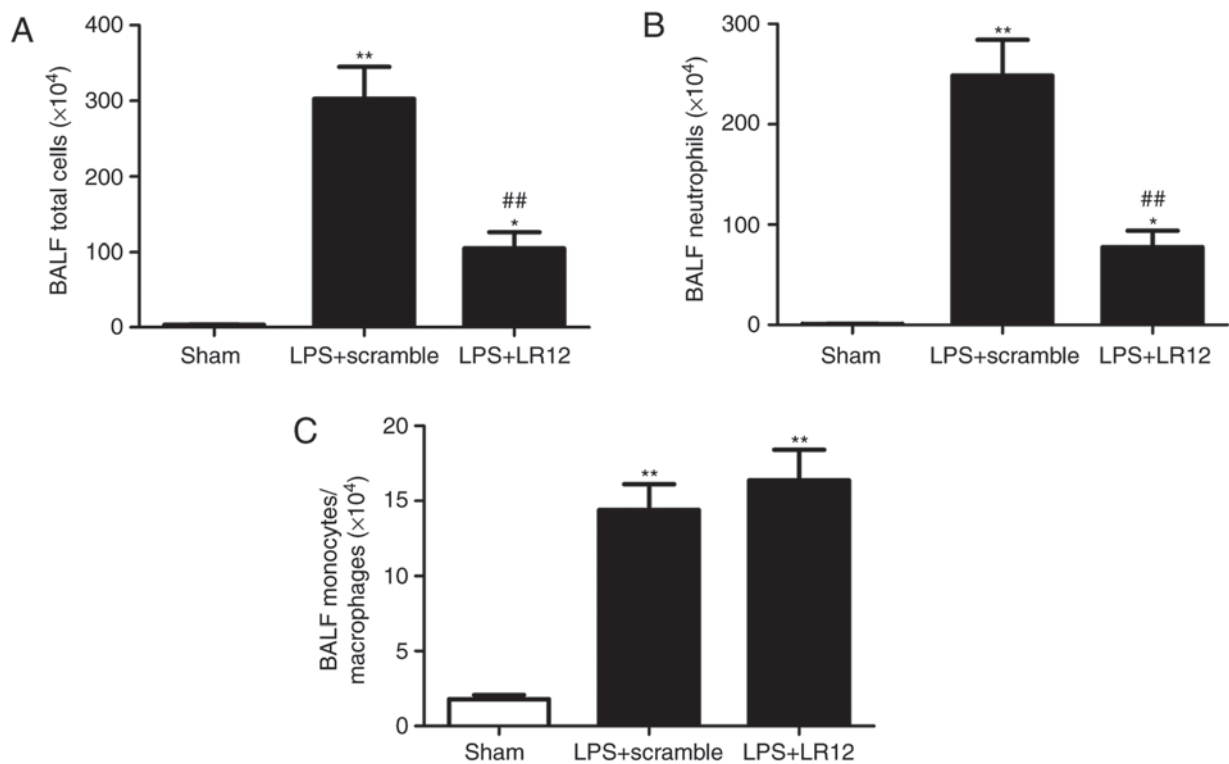 A
BALF total cells (×10⁴)
400
300
200
100
0
**
##
*
Sham
LPS+scramble
LPS+LR12
B
BALF neutrophils (×10⁴)
300
200
100
0
**
##
*
Sham
LPS+scramble
LPS+LR12
C
BALF monocytes/
macrophages (×10⁴)
20
15
10
5
0
**
**
Sham
LPS+scramble
LPS+LR12